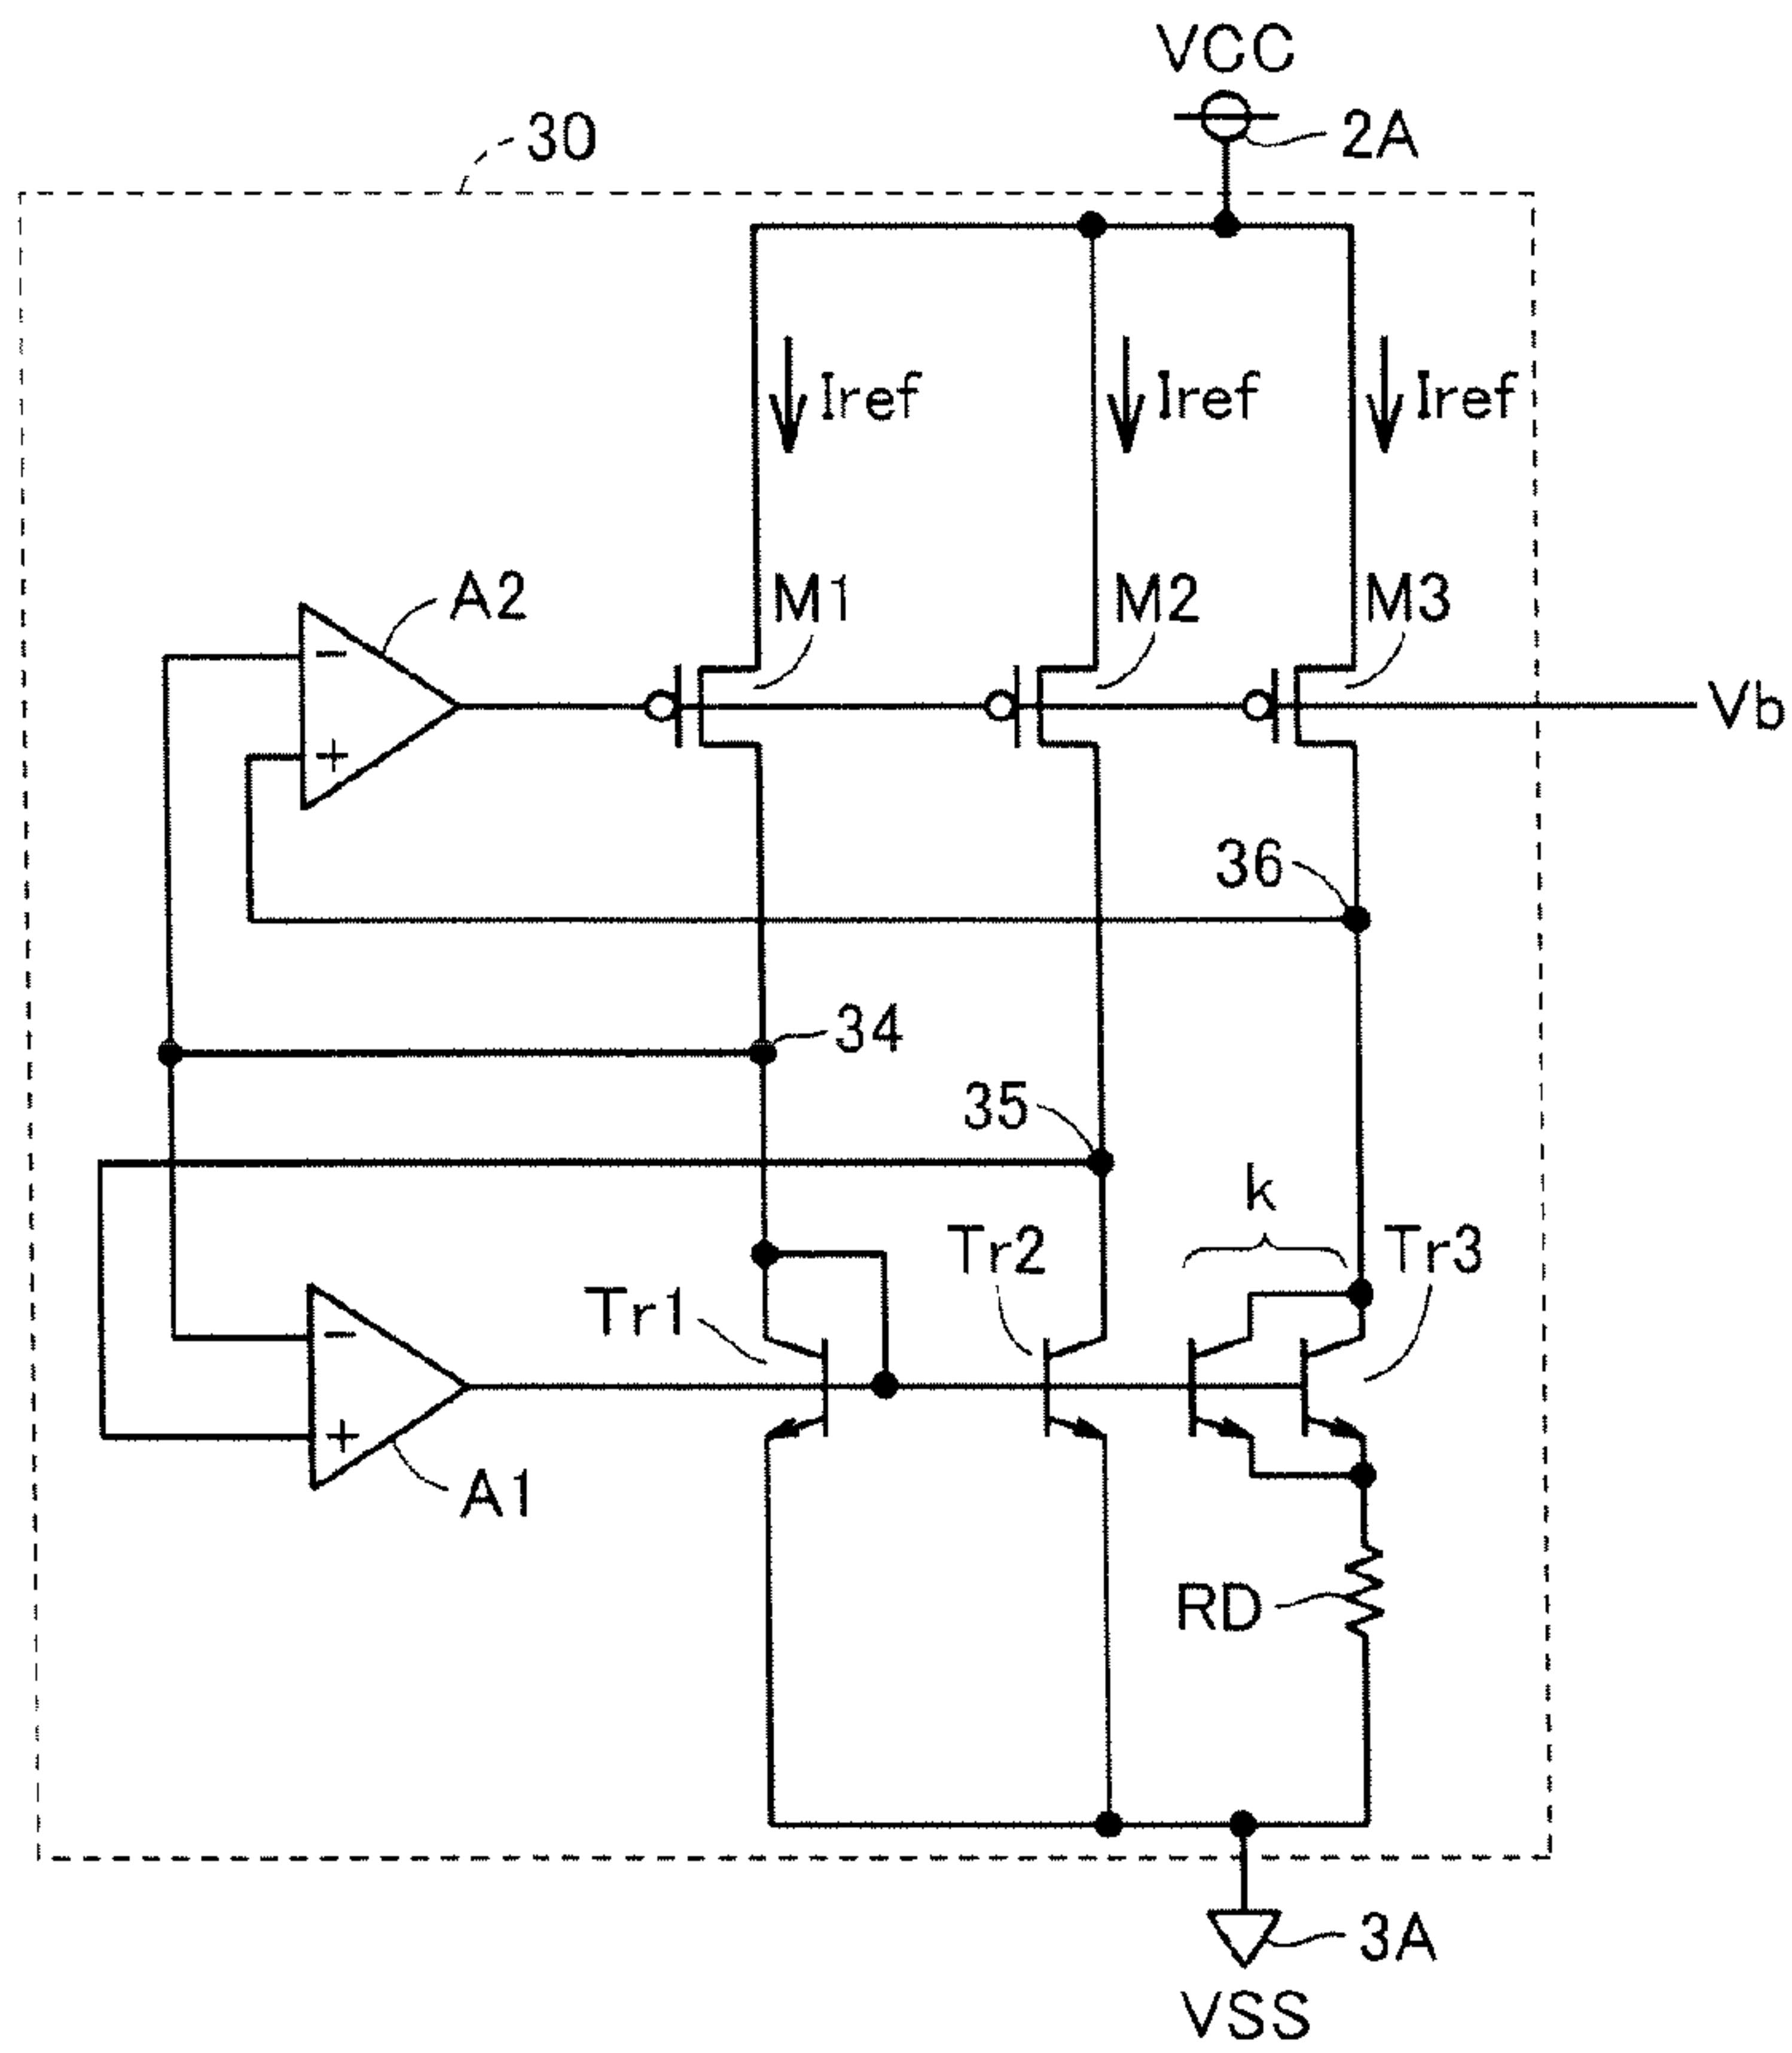 VCC
2A
30
Iref
Iref
Iref
A2
M1
M2
M3
−
+
Vb
36
34
35
k
Tr1
Tr2
Tr3
−
+
A1
RD
3A
VSS